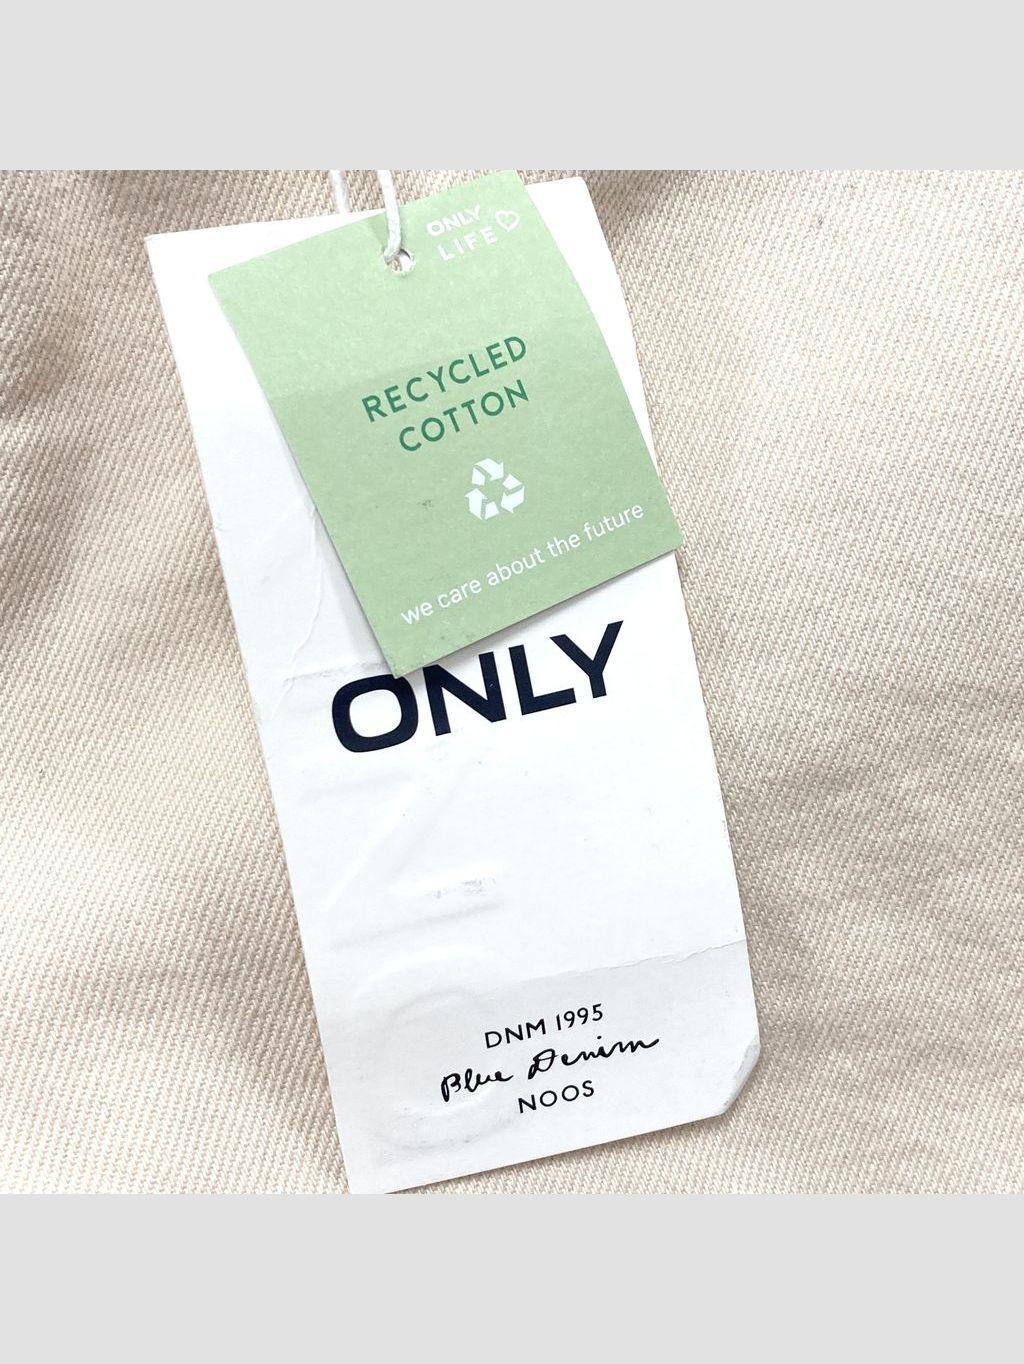 ONLY
LIFE
RECYCLED
COTTON
we care about the future
ONLY
DNM 1995
Blue Denim
NOOS